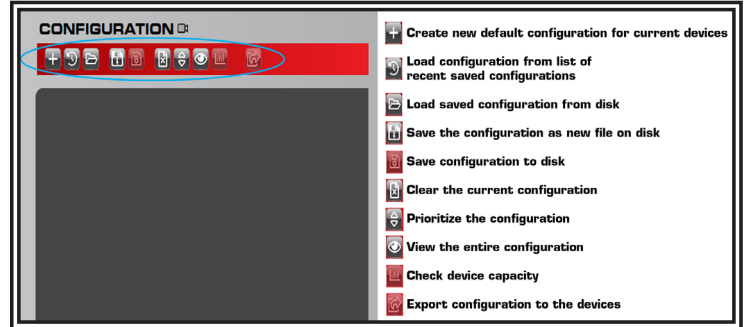 CONFIGURATION
Create new default configuration for current devices
Load configuration from list of
recent saved configurations
Load saved configuration from disk
Save the configuration as new file on disk
Save configuration to disk
Clear the current configuration
Prioritize the configuration
View the entire configuration
Check device capacity
Export configuration to the devices